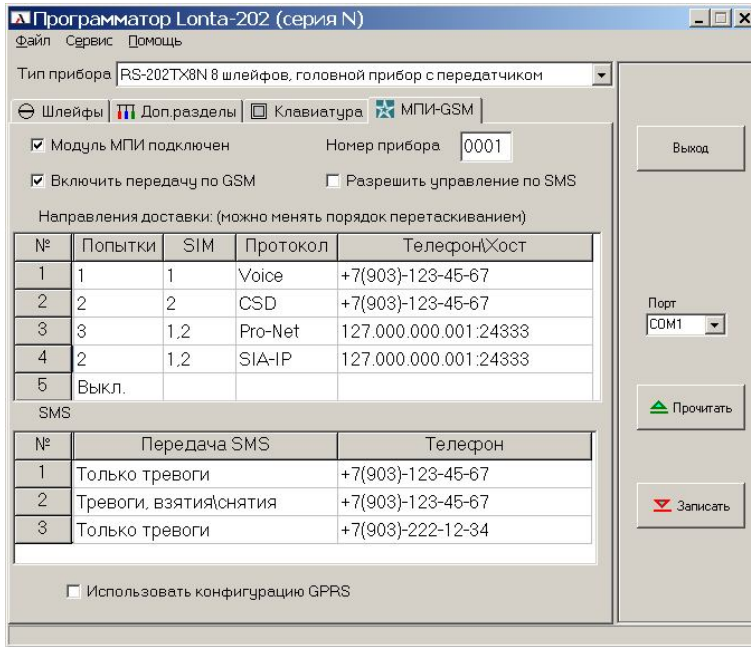 Программатор Lonta-202 (серия N)
Файл Сервис Помощь
Тип прибора RS-202TX8N 8 шлейфов, головной прибор с передатчиком
Шлейфы Доп.разделы Клавиатура МПИ-GSM
Модуль МПИ подключен Номер прибора 0001
Включить передачу по GSM Разрешить управление по SMS
Направления доставки: (можно менять порядок перетаскиванием)
№ Попытки SIM Протокол Телефон\Хост
1 1 1 Voice +7(903)-123-45-67
2 2 2 CSD +7(903)-123-45-67
3 3 1,2 Pro-Net 127.000.000.001:24333
4 2 1,2 SIA-IP 127.000.000.001:24333
5 Выкл.
SMS
№ Передача SMS Телефон
1 Только тревоги +7(903)-123-45-67
2 Тревоги, взятия\снятия +7(903)-123-45-67
3 Только тревоги +7(903)-222-12-34
Использовать конфигурацию GPRS
Выход
Порт
COM1
Прочитать
Записать